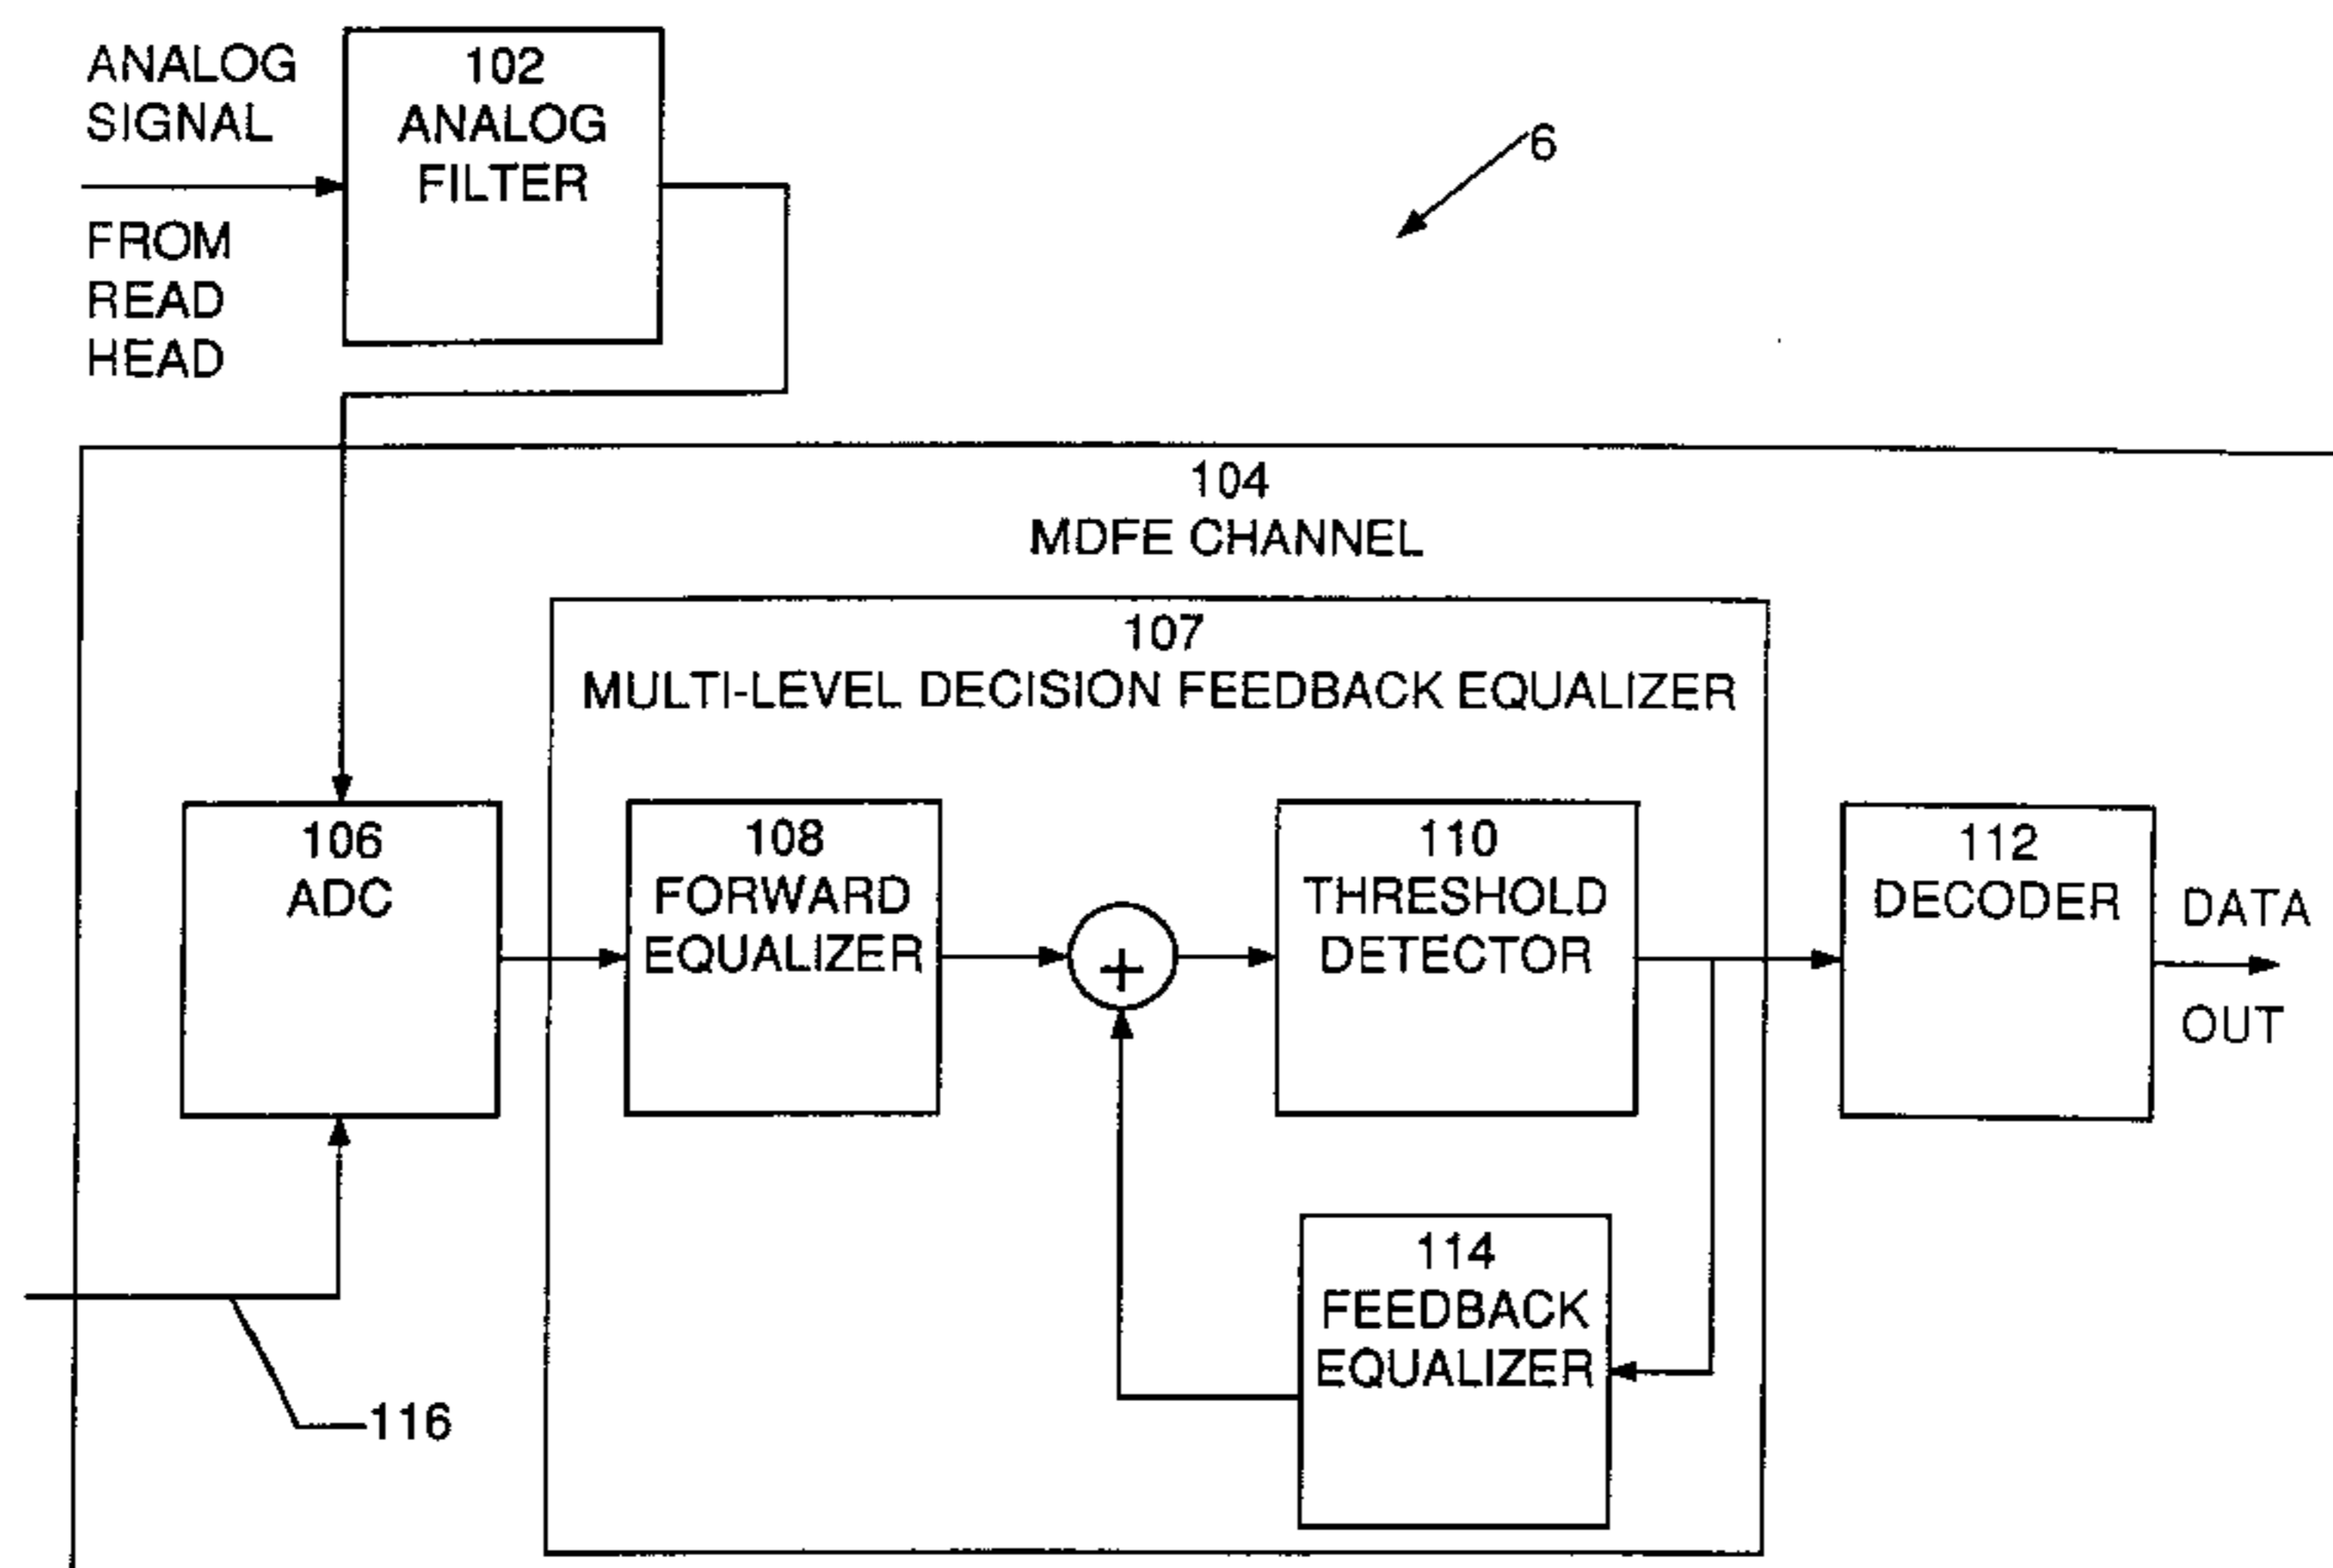 ANALOG
SIGNAL
FROM
READ
HEAD
102
ANALOG
FILTER
6
104
MDFE CHANNEL
107
MULTI-LEVEL DECISION FEEDBACK EQUALIZER
106
ADC
108
FORWARD
EQUALIZER
+
110
THRESHOLD
DETECTOR
112
DECODER
DATA
OUT
114
FEEDBACK
EQUALIZER
116